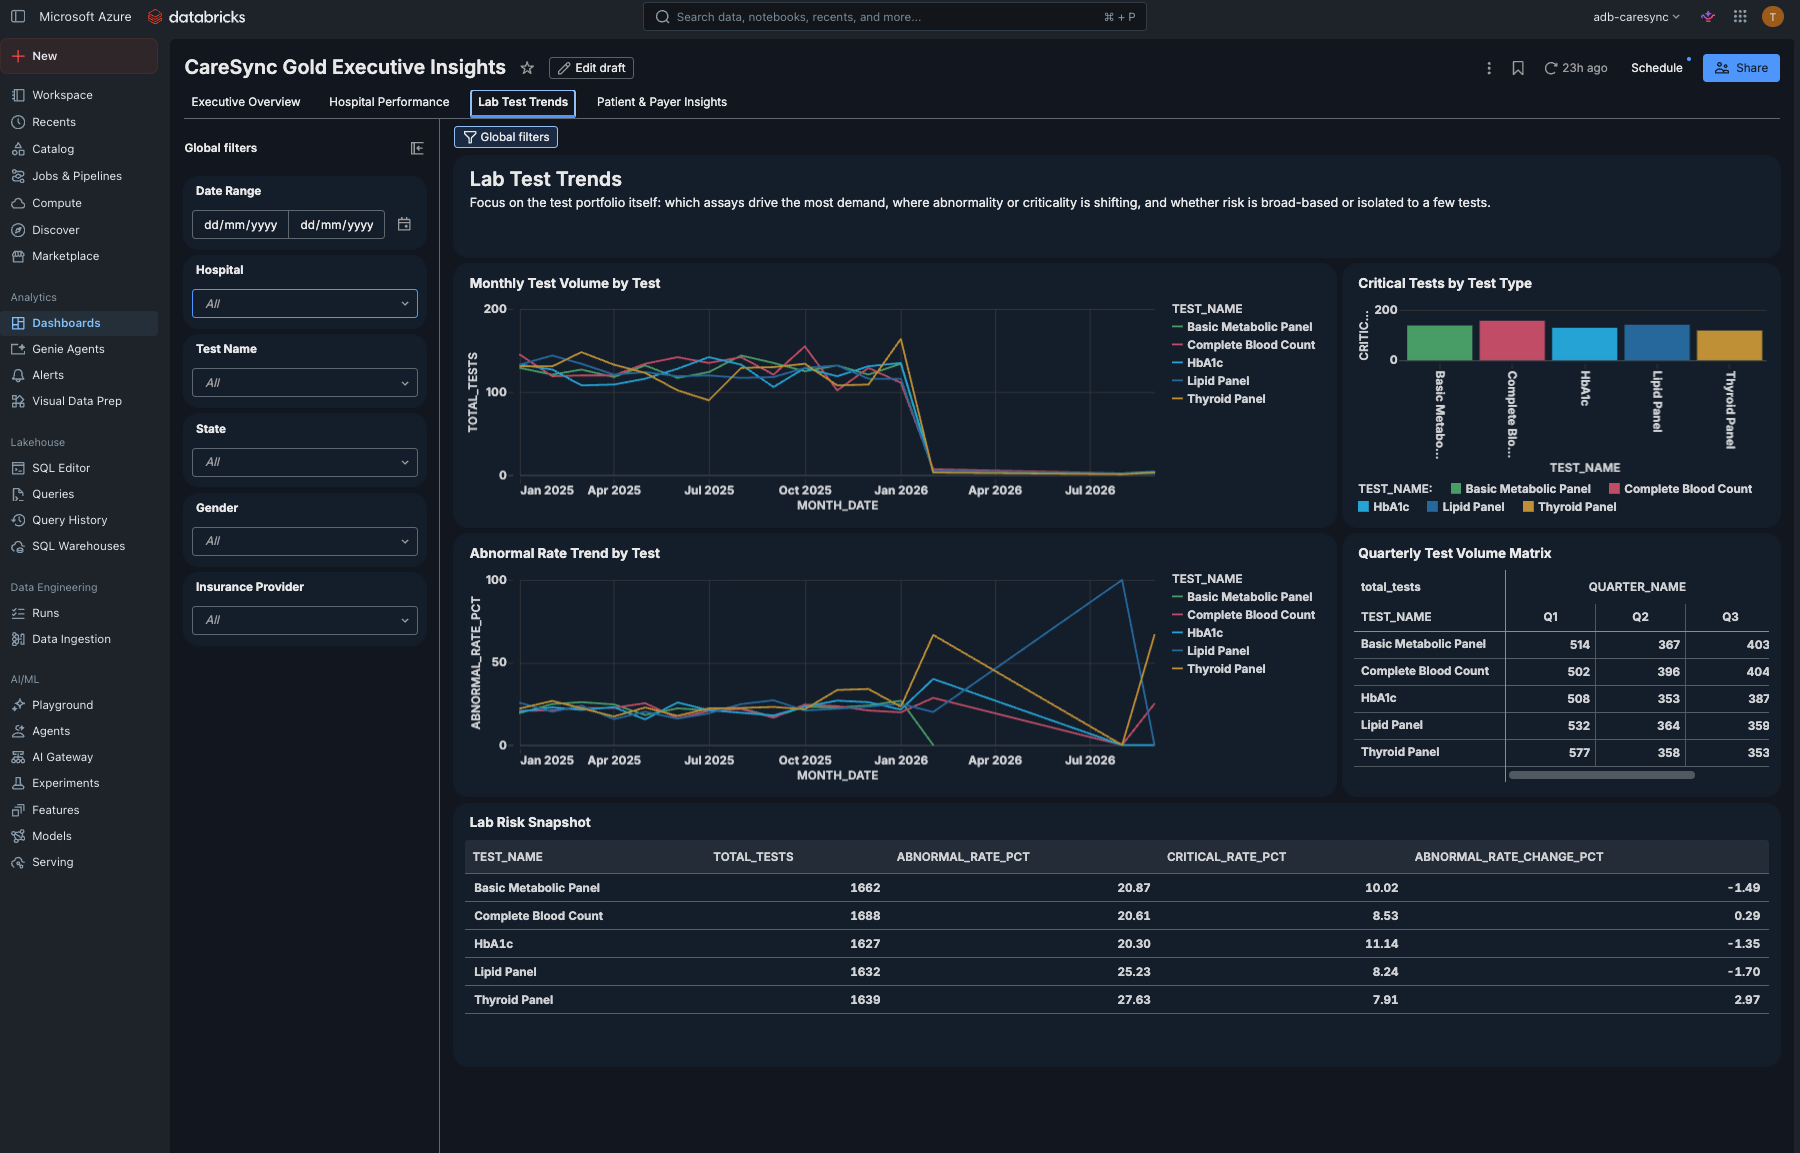 Microsoft Azure databricks
Search data, notebooks, recents, and more...
⌘ + P
adb-caresync
T
New
Workspace
Recents
Catalog
Jobs & Pipelines
Compute
Discover
Marketplace
Analytics
Dashboards
Genie Agents
Alerts
Visual Data Prep
Lakehouse
SQL Editor
Queries
Query History
SQL Warehouses
Data Engineering
Runs
Data Ingestion
AI/ML
Playground
Agents
AI Gateway
Experiments
Features
Models
Serving
CareSync Gold Executive Insights
Edit draft
23h ago
Schedule
Share
Executive Overview
Hospital Performance
Lab Test Trends
Patient & Payer Insights
Global filters
Date Range
dd/mm/yyyy dd/mm/yyyy
Hospital
All
Test Name
All
State
All
Gender
All
Insurance Provider
All
Global filters
Lab Test Trends
Focus on the test portfolio itself: which assays drive the most demand, where abnormality or criticality is shifting, and whether risk is broad-based or isolated to a few tests.
Monthly Test Volume by Test
TOTAL_TESTS
200
100
0
Jan 2025 Apr 2025 Jul 2025 Oct 2025 Jan 2026 Apr 2026 Jul 2026
MONTH_DATE
TEST_NAME
Basic Metabolic Panel
Complete Blood Count
HbA1c
Lipid Panel
Thyroid Panel
Critical Tests by Test Type
CRITIC...
200
0
Basic Metabo...
Complete Blo...
HbA1c
Lipid Panel
Thyroid Panel
TEST_NAME
TEST_NAME: Basic Metabolic Panel Complete Blood Count
HbA1c Lipid Panel Thyroid Panel
Abnormal Rate Trend by Test
ABNORMAL_RATE_PCT
100
50
0
Jan 2025 Apr 2025 Jul 2025 Oct 2025 Jan 2026 Apr 2026 Jul 2026
MONTH_DATE
TEST_NAME
Basic Metabolic Panel
Complete Blood Count
HbA1c
Lipid Panel
Thyroid Panel
Quarterly Test Volume Matrix
total_tests QUARTER_NAME
TEST_NAME Q1 Q2 Q3
Basic Metabolic Panel 514 367 403
Complete Blood Count 502 396 404
HbA1c 508 353 387
Lipid Panel 532 364 359
Thyroid Panel 577 358 353
Lab Risk Snapshot
TEST_NAME TOTAL_TESTS ABNORMAL_RATE_PCT CRITICAL_RATE_PCT ABNORMAL_RATE_CHANGE_PCT
Basic Metabolic Panel 1662 20.87 10.02 -1.49
Complete Blood Count 1688 20.61 8.53 0.29
HbA1c 1627 20.30 11.14 -1.35
Lipid Panel 1632 25.23 8.24 -1.70
Thyroid Panel 1639 27.63 7.91 2.97